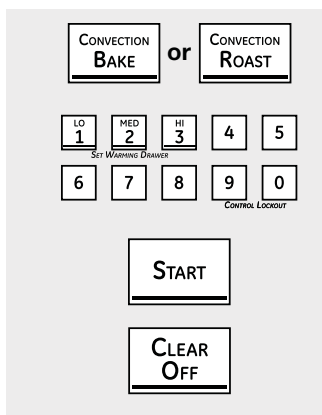 CONVECTION BAKE or CONVECTION ROAST
LO 1 MED 2 HI 3 4 5
SET WARMING DRAWER
6 7 8 9 0
CONTROL LOCKOUT
START
CLEAR
OFF